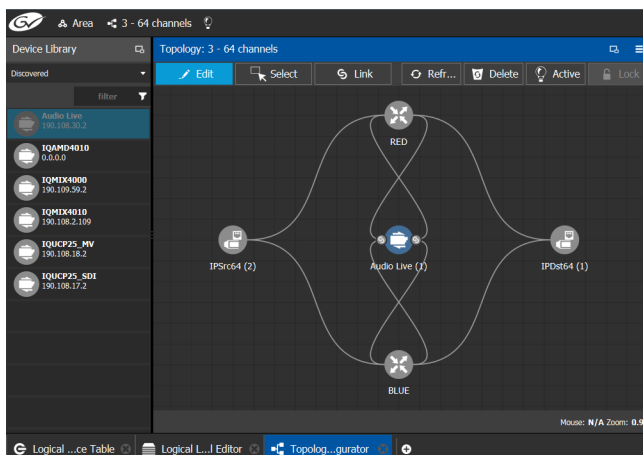 GV Area 3 - 64 channels
Device Library
Topology: 3 - 64 channels
Discovered
Edit Select Link Refr... Delete Active Lock
filter
Audio Live
190.108.30.2
IQAMD4010
0.0.0.0
IQMIX4000
190.109.59.2
IQMIX4010
190.108.2.109
IQUCP25_MV
190.108.18.2
IQUCP25_SDI
190.108.17.2
RED
IPSrc64 (2)
Audio Live (1)
IPDst64 (1)
BLUE
Mouse: N/A Zoom: 0.9
Logical ...ce Table Logical L...l Editor Topolog...gurator